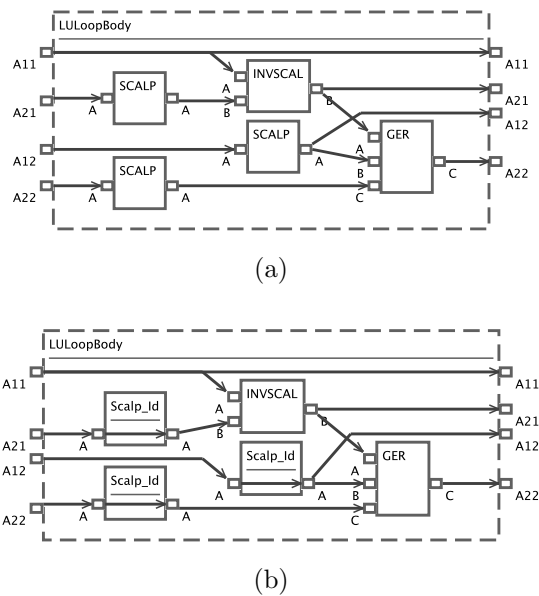 LULoopBody
A11 A11
A SCALP INVSCAL A21
A21 A A B B A12
A12 SCALP GER
A A A
A22 SCALP B C A22
A A C
(a)
LULoopBody
A11 A11
A INVSCAL
Scalp_Id A21
A21 A A B B A12
A12 Scalp_Id GER
Scalp_Id A
A A B C A22
A22 A A C
(b)